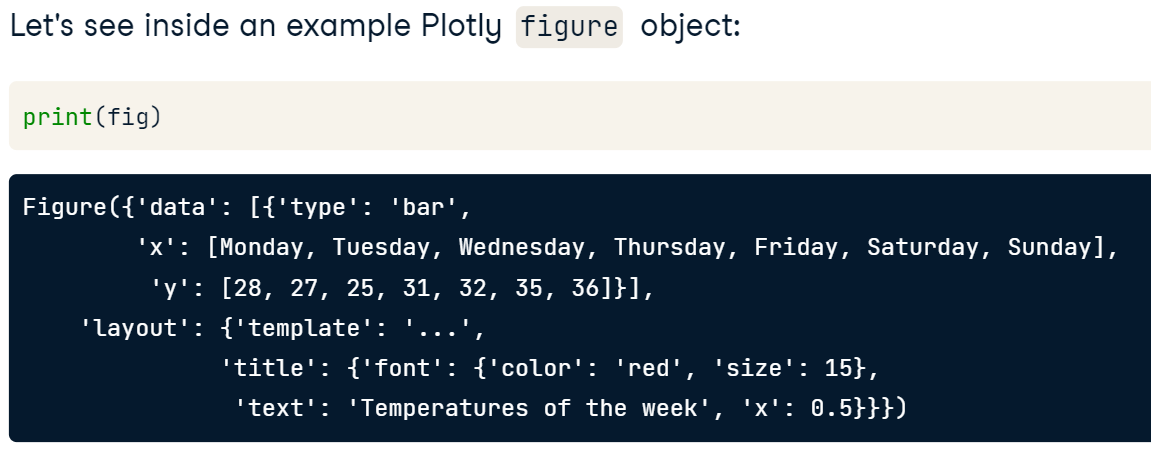 Let's see inside an example Plotly figure object:
print(fig)
Figure({'data': [{'type': 'bar',
'x': [Monday, Tuesday, Wednesday, Thursday, Friday, Saturday, Sunday],
'y': [28, 27, 25, 31, 32, 35, 36]}],
'layout': {'template': '...',
'title': {'font': {'color': 'red', 'size': 15},
'text': 'Temperatures of the week', 'x': 0.5}}})